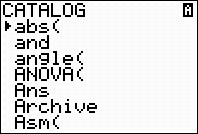 CATALOG A
abs(
and
angle(
ANOVA(
Ans
Archive
Asm(